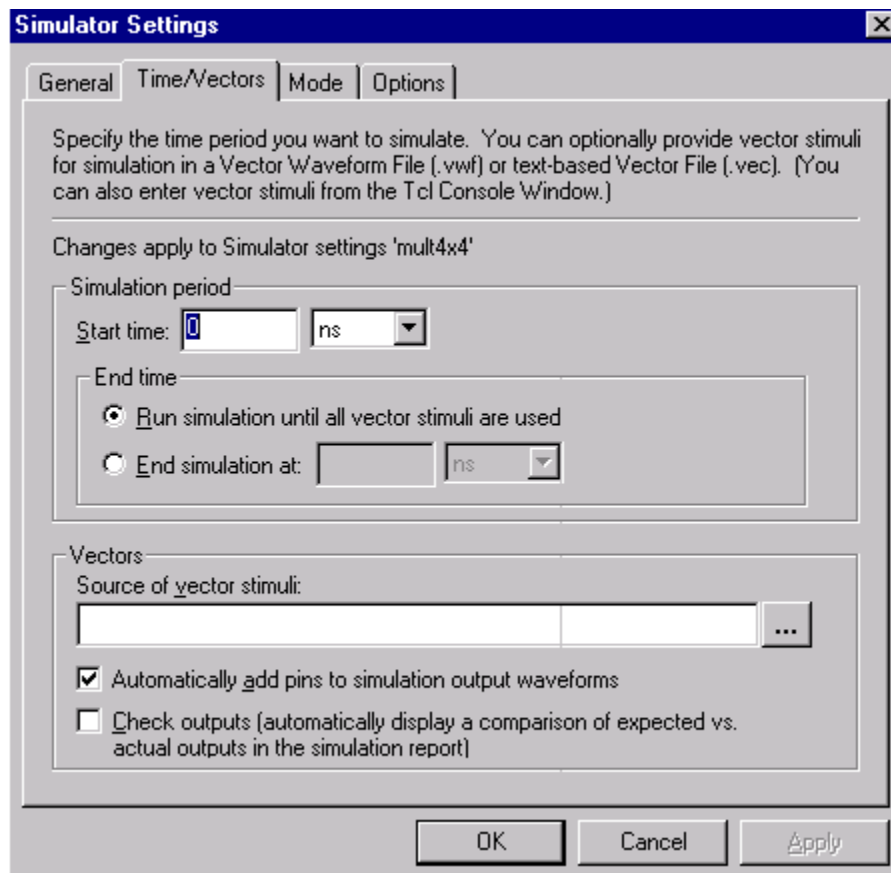 Simulator Settings
General Time/Vectors Mode Options
Specify the time period you want to simulate. You can optionally provide vector stimuli
for simulation in a Vector Waveform File (.vwf) or text-based Vector File (.vec). (You
can also enter vector stimuli from the Tcl Console Window.)
Changes apply to Simulator settings 'mult4x4'
Simulation period
Start time: 0 ns
End time
Run simulation until all vector stimuli are used
End simulation at: ns
Vectors
Source of vector stimuli:
...
Automatically add pins to simulation output waveforms
Check outputs (automatically display a comparison of expected vs.
actual outputs in the simulation report)
OK Cancel Apply